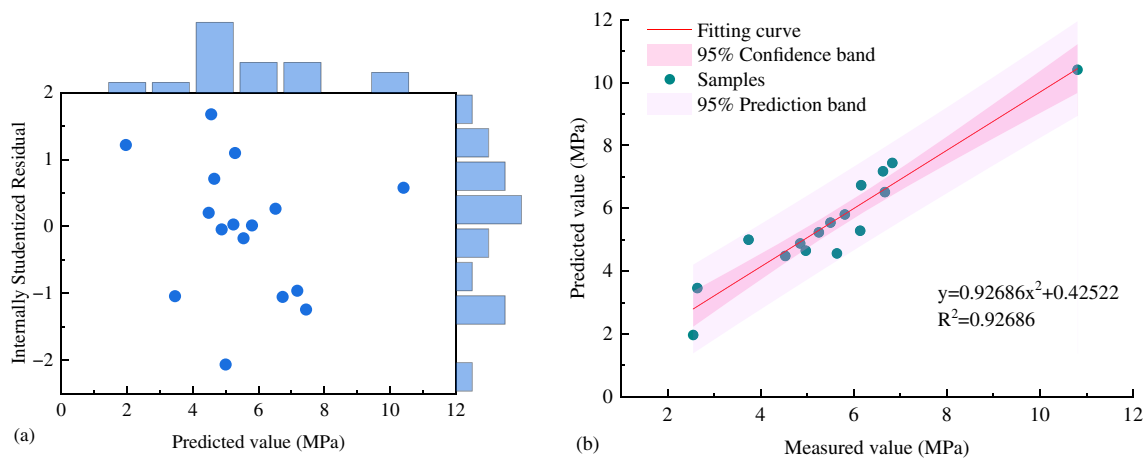 2
1
0
−1
−2
Internally Studentized Residual
0 2 4 6 8 10 12
Predicted value (MPa)
(a)
12
10
8
6
4
2
0
Predicted value (MPa)
Fitting curve
95% Confidence band
Samples
95% Prediction band
y=0.92686x²+0.42522
R²=0.92686
2 4 6 8 10 12
Measured value (MPa)
(b)